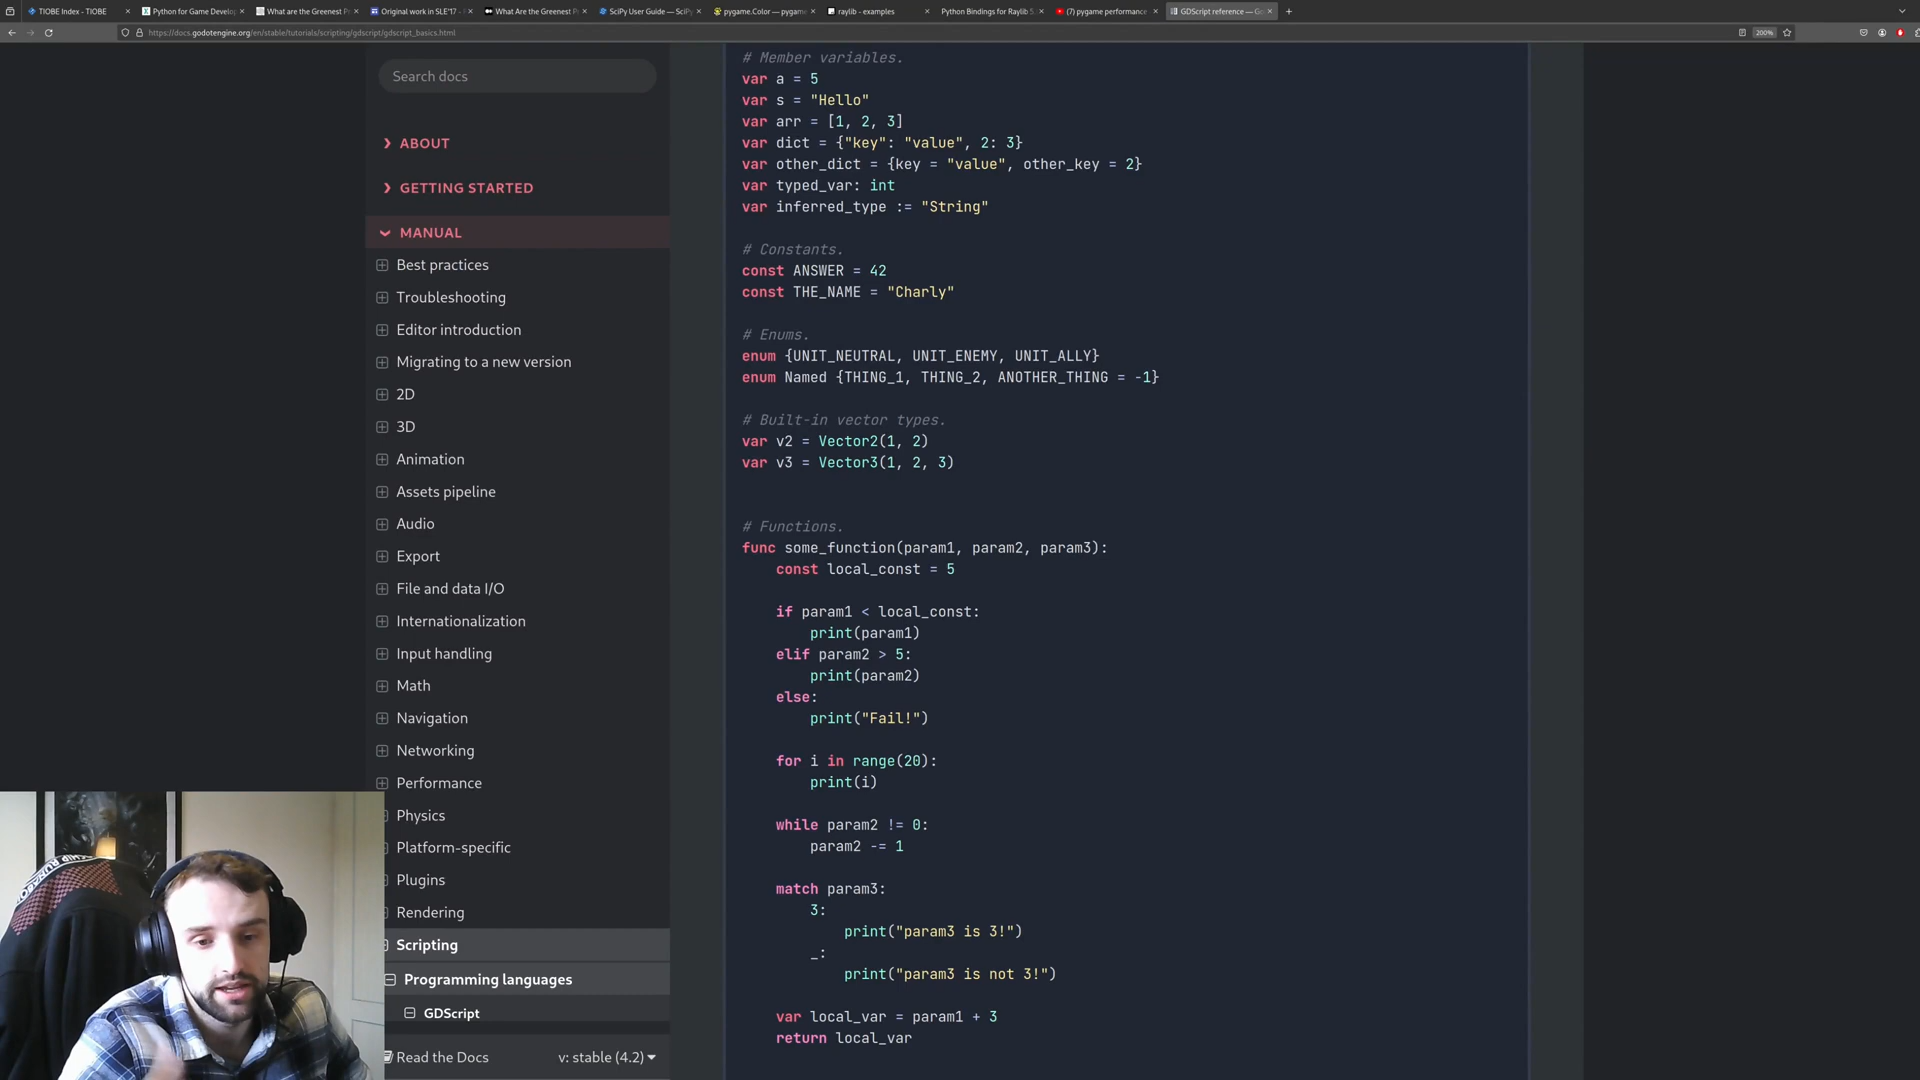 TIOBE Index - TIOBE
Python for Game Develop
What are the Greenest P
Original work in SLE'17 -
What Are the Greenest P
SciPy User Guide — SciPy
pygame.Color — pygame
raylib - examples
Python Bindings for Raylib 5.
(7) pygame performance
GDScript reference — Go
https://docs.godotengine.org/en/stable/tutorials/scripting/gdscript/gdscript_basics.html
200%
Search docs
ABOUT
GETTING STARTED
MANUAL
Best practices
Troubleshooting
Editor introduction
Migrating to a new version
2D
3D
Animation
Assets pipeline
Audio
Export
File and data I/O
Internationalization
Input handling
Math
Navigation
Networking
Performance
Physics
Platform-specific
Plugins
Rendering
Scripting
Programming languages
GDScript
Read the Docs
v: stable (4.2)
# Member variables.
var a = 5
var s = "Hello"
var arr = [1, 2, 3]
var dict = {"key": "value", 2: 3}
var other_dict = {key = "value", other_key = 2}
var typed_var: int
var inferred_type := "String"
# Constants.
const ANSWER = 42
const THE_NAME = "Charly"
# Enums.
enum {UNIT_NEUTRAL, UNIT_ENEMY, UNIT_ALLY}
enum Named {THING_1, THING_2, ANOTHER_THING = -1}
# Built-in vector types.
var v2 = Vector2(1, 2)
var v3 = Vector3(1, 2, 3)
# Functions.
func some_function(param1, param2, param3):
const local_const = 5
if param1 < local_const:
print(param1)
elif param2 > 5:
print(param2)
else:
print("Fail!")
for i in range(20):
print(i)
while param2 != 0:
param2 -= 1
match param3:
3:
print("param3 is 3!")
_:
print("param3 is not 3!")
var local_var = param1 + 3
return local_var